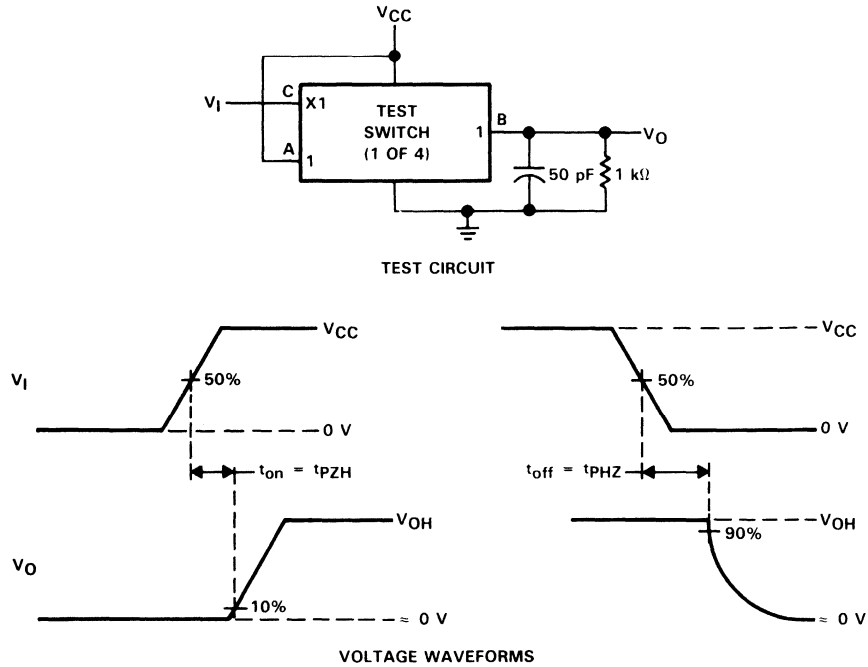 VCC
VI
C
X1
TEST
SWITCH
(1 OF 4)
A
1
1
B
VO
50 pF
1 kΩ
TEST CIRCUIT
VI
VCC
50%
0 V
ton = tPZH
VCC
50%
0 V
toff = tPHZ
VO
VOH
10%
≈ 0 V
VOH
90%
≈ 0 V
VOLTAGE WAVEFORMS